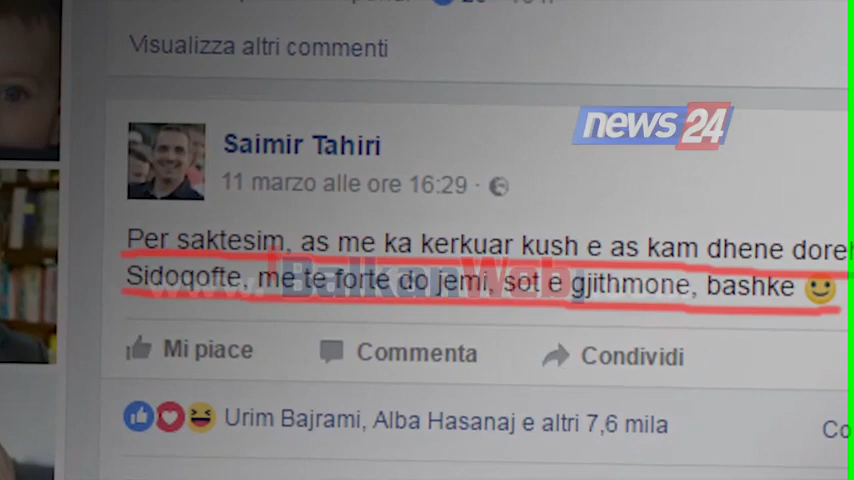 Visualizza altri commenti
news 24
Saimir Tahiri
11 marzo alle ore 16:29 ·
Per saktesim, as me ka kerkuar kush e as kam dhene
Sidoqofte, me te forte do jemi, sot e gjithmone, bashke
www.BalkanWeb
Mi piace
Commenta
Condividi
Urim Bajrami, Alba Hasanaj e altri 7,6 mila